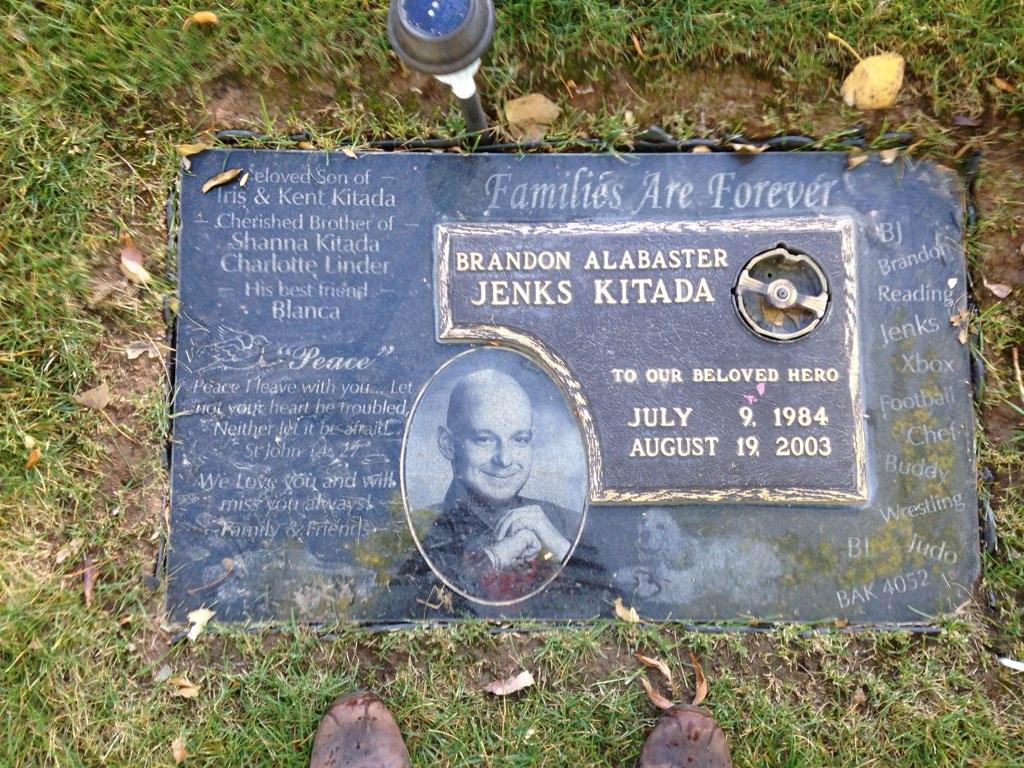 eloved Son of
Iris & Kent Kitada
Cherished Brother of
Shanna Kitada
Charlotte Linder
His best friend
Blanca
"Peace"
Peace I leave with you... Let
not your heart be troubled,
Neither let it be afraid.
St John 14: 27
We Love you and will
miss you always!
Family & Friends
Families Are Forever
BRANDON ALABASTER
JENKS KITADA
TO OUR BELOVED HERO
JULY 9, 1984
AUGUST 19, 2003
BJ
Brandon
Reading
Jenks
Xbox
Football
Chef
Buddy
Wrestling
Judo
BAK 4052